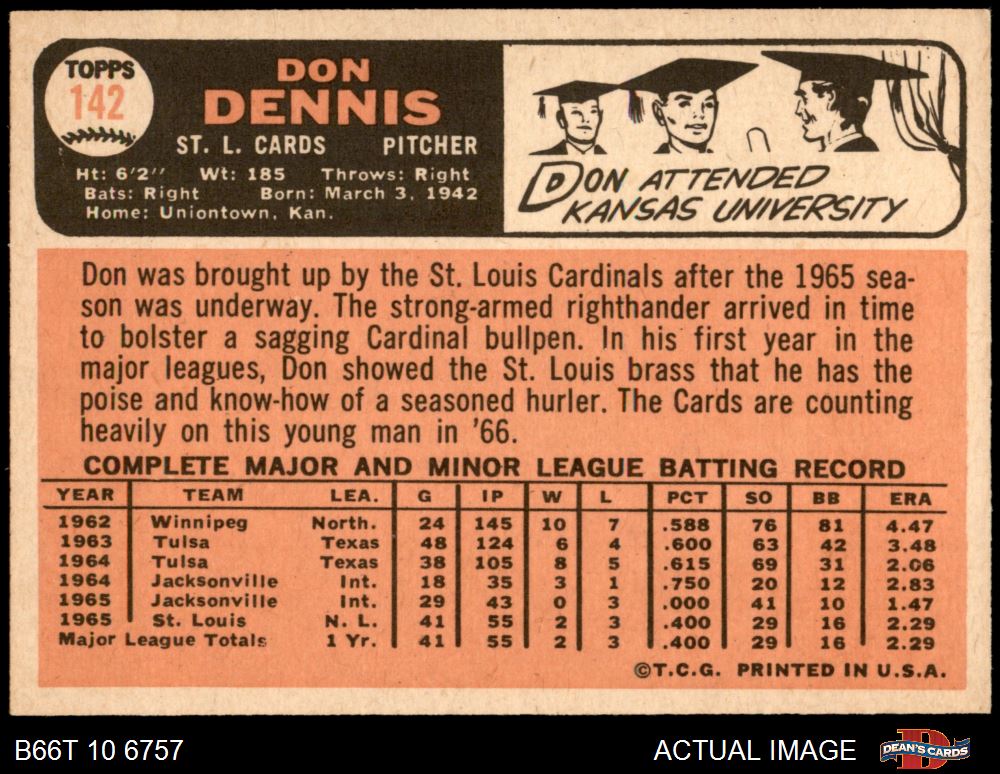 TOPPS
142
DON
DENNIS
ST. L. CARDS PITCHER
Ht: 6'2" Wt: 185 Throws: Right
Bats: Right Born: March 3, 1942
Home: Uniontown, Kan.
DON ATTENDED
KANSAS UNIVERSITY
Don was brought up by the St. Louis Cardinals after the 1965 sea-
son was underway. The strong-armed righthander arrived in time
to bolster a sagging Cardinal bullpen. In his first year in the
major leagues, Don showed the St. Louis brass that he has the
poise and know-how of a seasoned hurler. The Cards are counting
heavily on this young man in '66.
COMPLETE MAJOR AND MINOR LEAGUE BATTING RECORD
YEAR TEAM LEA. G IP W L PCT SO BB ERA
1962 Winnipeg North. 24 145 10 7 .588 76 81 4.47
1963 Tulsa Texas 48 124 6 4 .600 63 42 3.48
1964 Tulsa Texas 38 105 8 5 .615 69 31 2.06
1964 Jacksonville Int. 18 35 3 1 .750 20 12 2.83
1965 Jacksonville Int. 29 43 0 3 .000 41 10 1.47
1965 St. Louis N. L. 41 55 2 3 .400 29 16 2.29
Major League Totals 1 Yr. 41 55 2 3 .400 29 16 2.29
©T.C.G. PRINTED IN U.S.A.
B66T 10 6757
ACTUAL IMAGE
DEAN'S CARDS